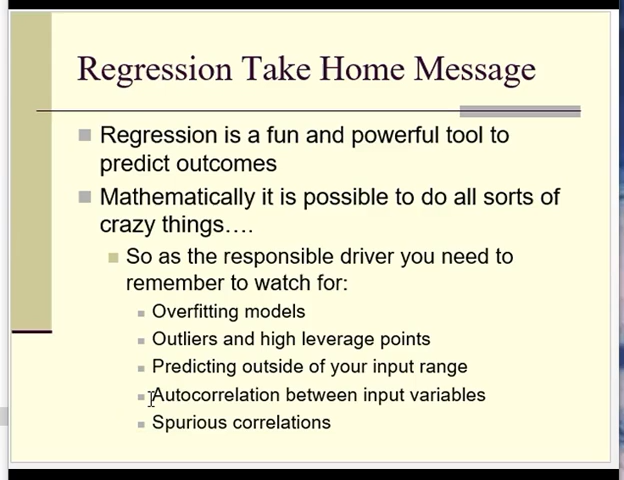 Regression Take Home Message
Regression is a fun and powerful tool to
predict outcomes
Mathematically it is possible to do all sorts of
crazy things….
So as the responsible driver you need to
remember to watch for:
Overfitting models
Outliers and high leverage points
Predicting outside of your input range
Autocorrelation between input variables
Spurious correlations